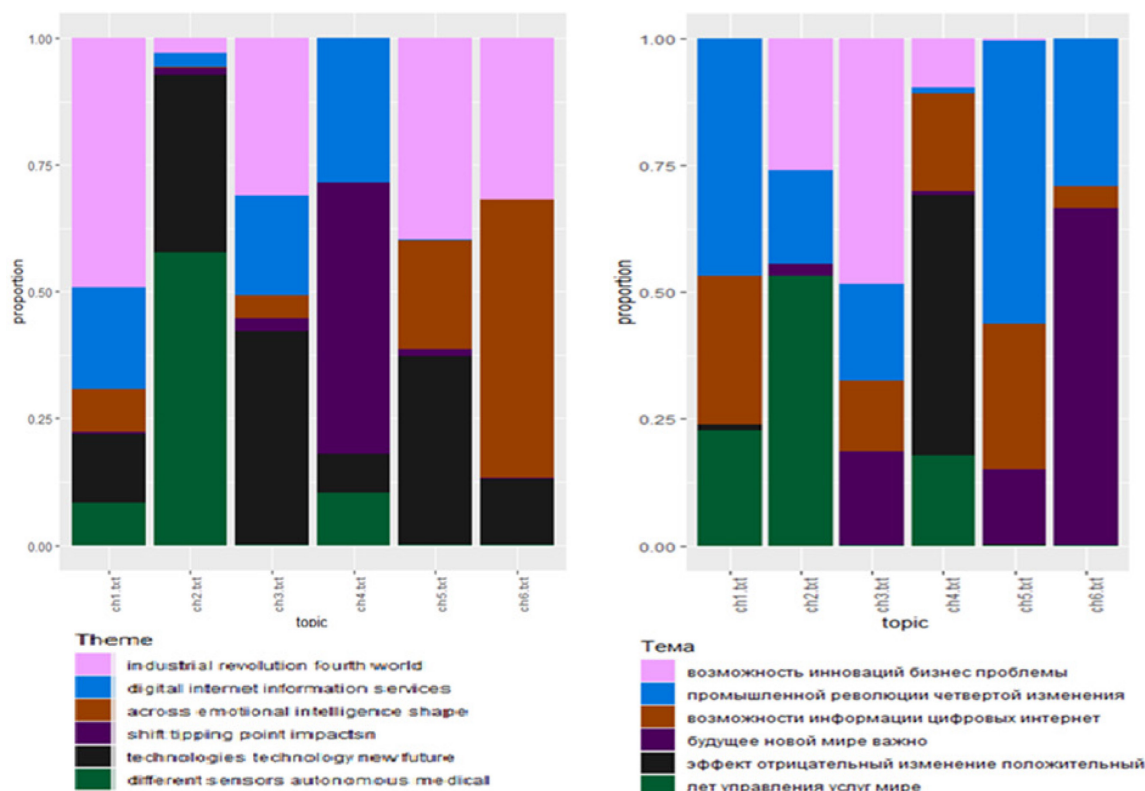 1.00
0.75
0.50
0.25
0.00
proportion
ch1.txt
ch2.txt
ch3.txt
ch4.txt
ch5.txt
ch6.txt
topic
Theme
industrial revolution fourth world
digital internet information services
across emotional intelligence shape
shift tipping point impactsn
technologies technology new future
different sensors autonomous medical
1.00
0.75
0.50
0.25
0.00
proportion
ch1.txt
ch2.txt
ch3.txt
ch4.txt
ch5.txt
ch6.txt
topic
Тема
возможность инноваций бизнес проблемы
промышленной революции четвертой изменения
возможности информации цифровых интернет
будущее новой мире важно
эффект отрицательный изменение положительный
лет управления услуг мире